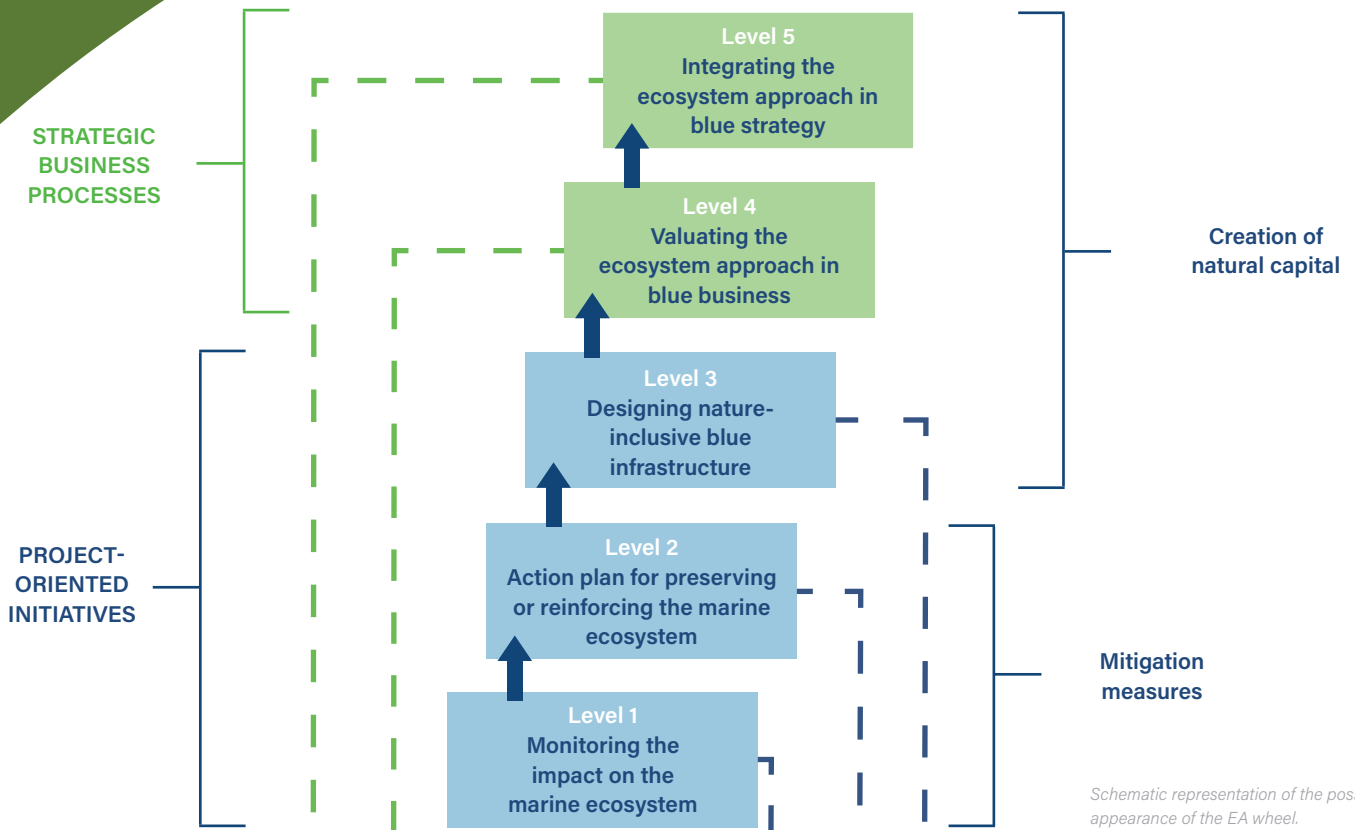 Level 5
Integrating the
ecosystem approach in
blue strategy
STRATEGIC
BUSINESS
PROCESSES
Level 4
Valuating the
ecosystem approach in
blue business
Creation of
natural capital
Level 3
Designing nature-
inclusive blue
infrastructure
PROJECT-
ORIENTED
INITIATIVES
Level 2
Action plan for preserving
or reinforcing the marine
ecosystem
Mitigation
measures
Level 1
Monitoring the
impact on the
marine ecosystem
Schematic representation of the
appearance of the EA wheel.